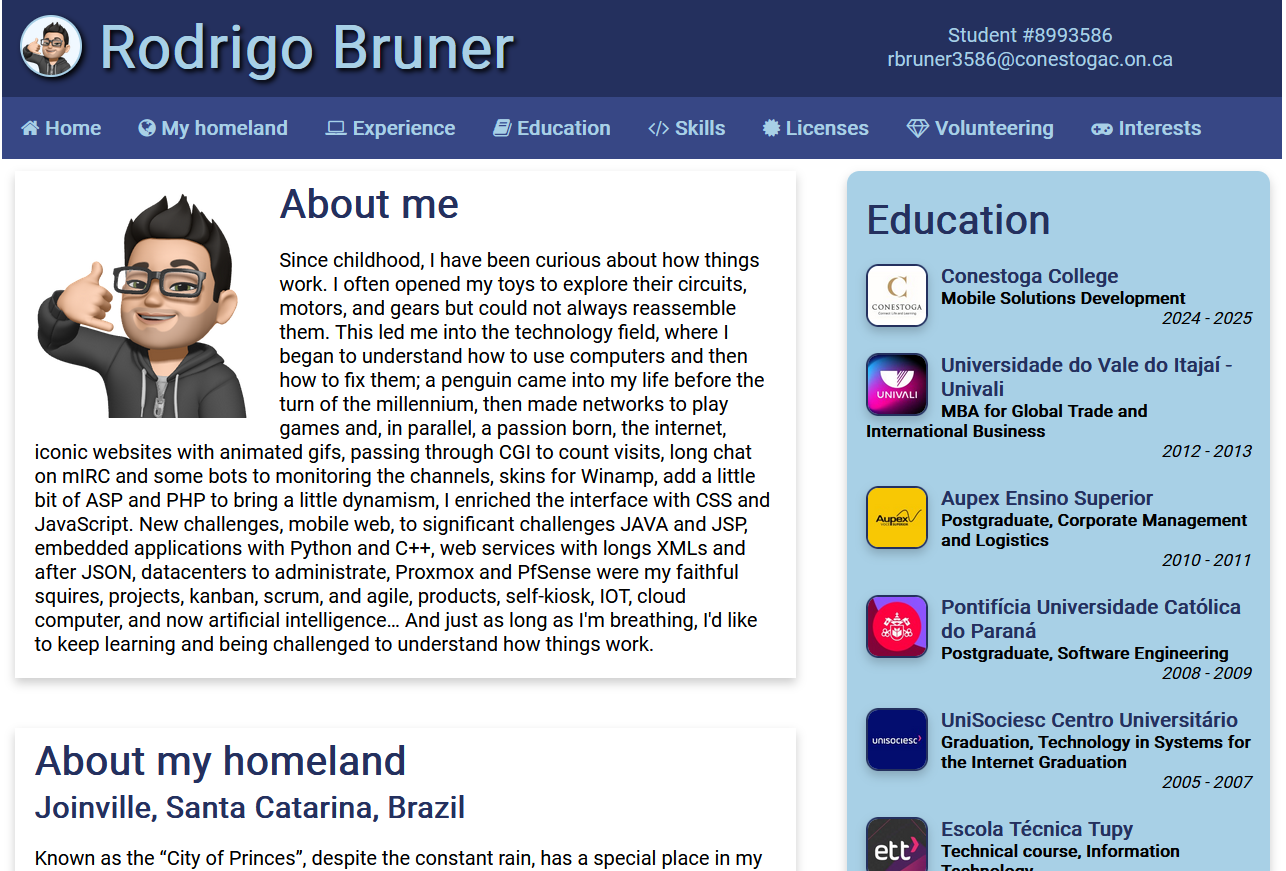 Rodrigo Bruner
Student #8993586
rbruner3586@conestogac.on.ca
Home
My homeland
Experience
Education
Skills
Licenses
Volunteering
Interests
About me
Since childhood, I have been curious about how things
work. I often opened my toys to explore their circuits,
motors, and gears but could not always reassemble
them. This led me into the technology field, where I
began to understand how to use computers and then
how to fix them; a penguin came into my life before the
turn of the millennium, then made networks to play
games and, in parallel, a passion born, the internet,
iconic websites with animated gifs, passing through CGI to count visits, long chat
on mIRC and some bots to monitoring the channels, skins for Winamp, add a little
bit of ASP and PHP to bring a little dynamism, I enriched the interface with CSS and
JavaScript. New challenges, mobile web, to significant challenges JAVA and JSP,
embedded applications with Python and C++, web services with longs XMLs and
after JSON, datacenters to administrate, Proxmox and PfSense were my faithful
squires, projects, kanban, scrum, and agile, products, self-kiosk, IOT, cloud
computer, and now artificial intelligence… And just as long as I'm breathing, I'd like
to keep learning and being challenged to understand how things work.
About my homeland
Joinville, Santa Catarina, Brazil
Known as the “City of Princes”, despite the constant rain, has a special place in my
Education
C
CONESTOGA
Conestoga College
Mobile Solutions Development
2024 - 2025
UNIVALI
Universidade do Vale do Itajaí -
Univali
MBA for Global Trade and
International Business
2012 - 2013
Aupex
Aupex Ensino Superior
Postgraduate, Corporate Management
and Logistics
2010 - 2011
Pontifícia Universidade Católica
do Paraná
Postgraduate, Software Engineering
2008 - 2009
UNISOCIESC
UniSociesc Centro Universitário
Graduation, Technology in Systems for
the Internet Graduation
2005 - 2007
ett
Escola Técnica Tupy
Technical course, Information
Technology